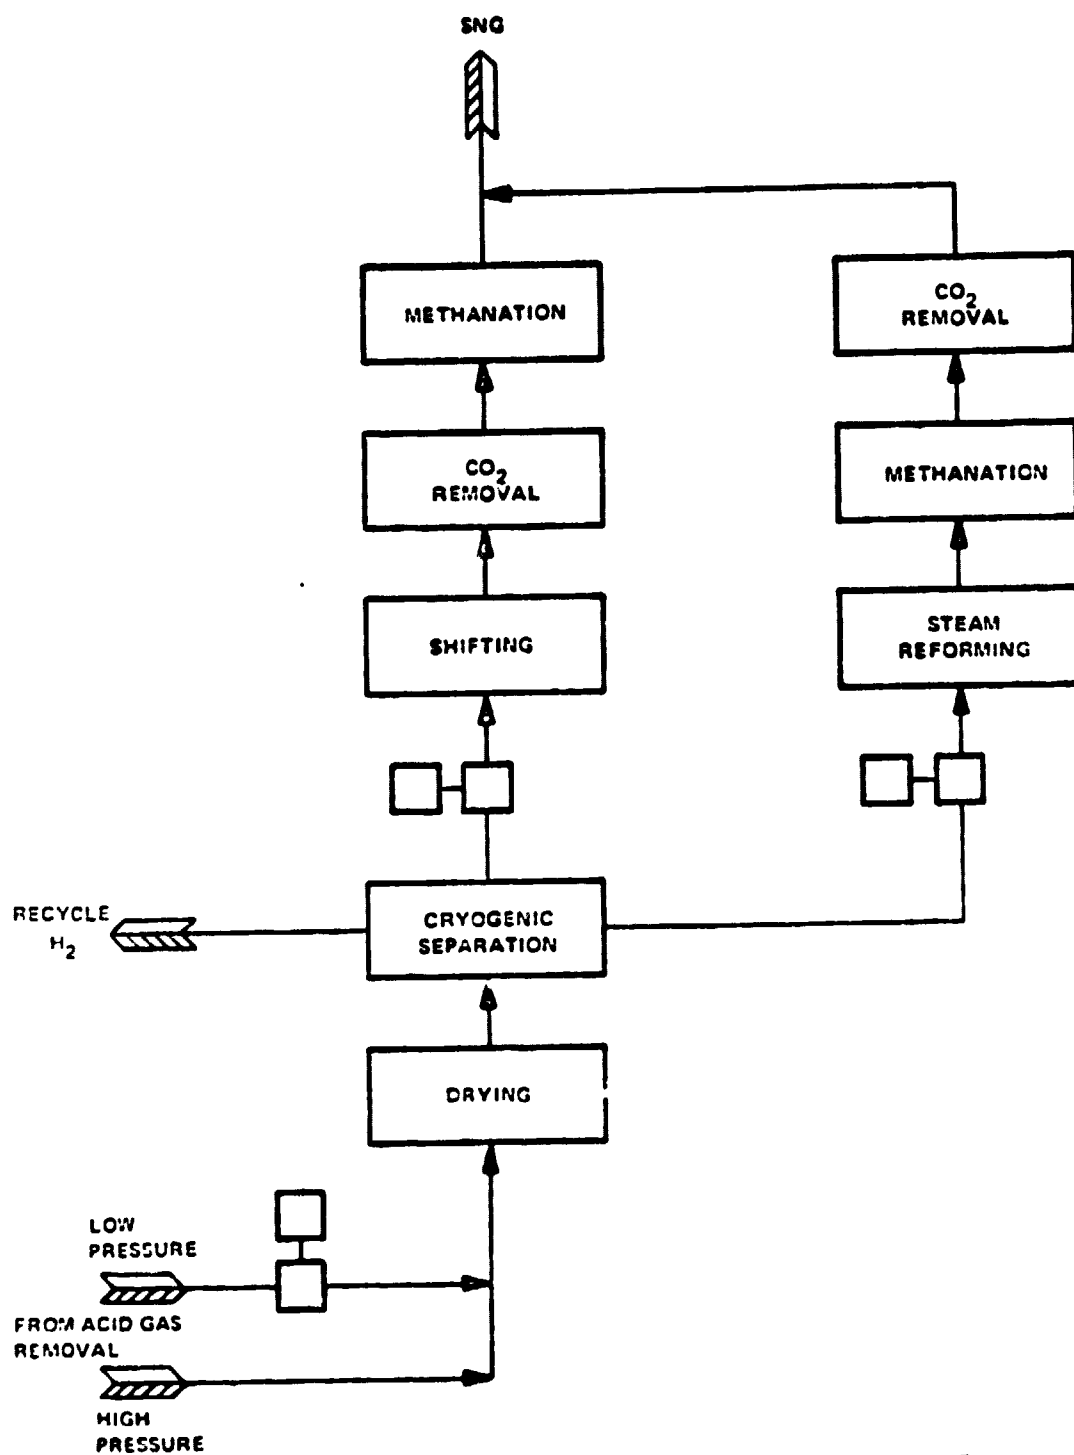 SNG
METHANATION
CO2
REMOVAL
CO2
REMOVAL
METHANATION
SHIFTING
STEAM
REFORMING
RECYCLE
H2
CRYOGENIC
SEPARATION
DRYING
LOW
PRESSURE
FROM ACID GAS
REMOVAL
HIGH
PRESSURE